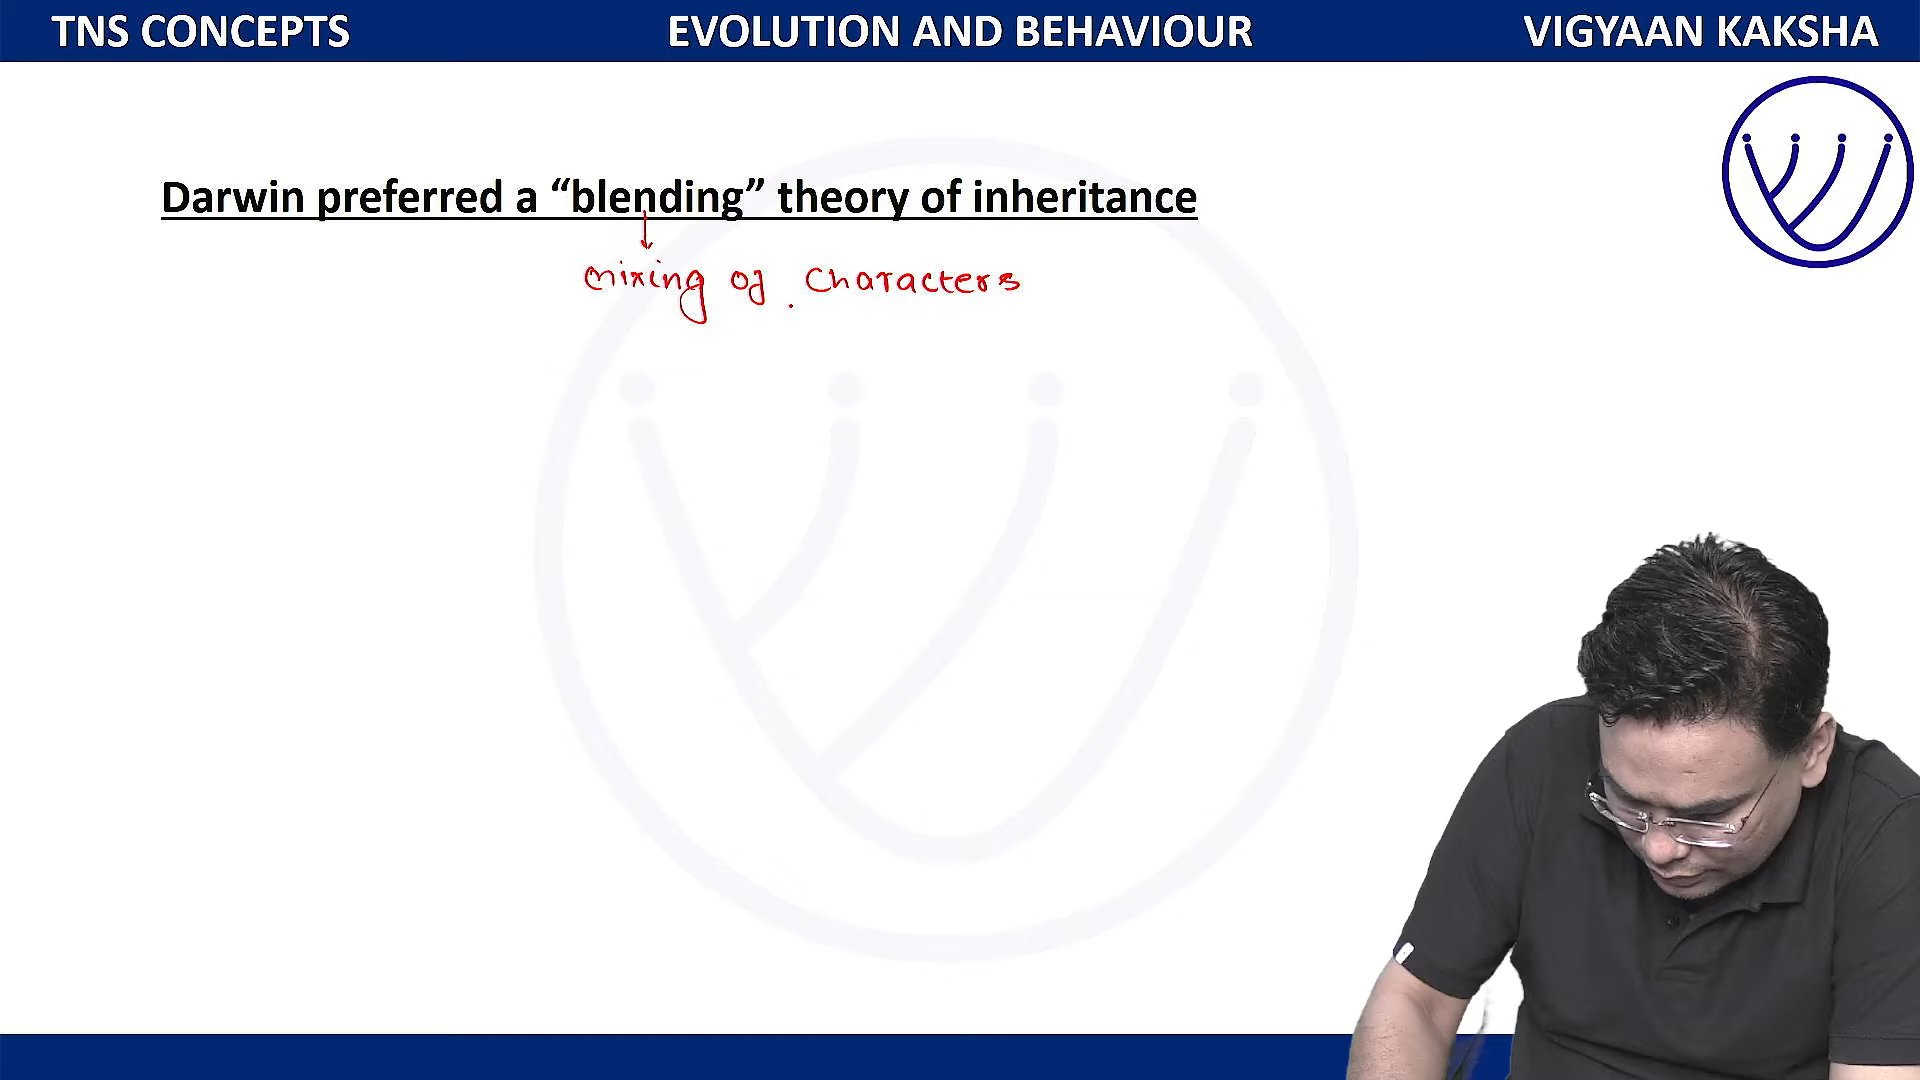 TNS CONCEPTS EVOLUTION AND BEHAVIOUR VIGYAAN KAKSHA
Darwin preferred a “blending” theory of inheritance
mixing of characters